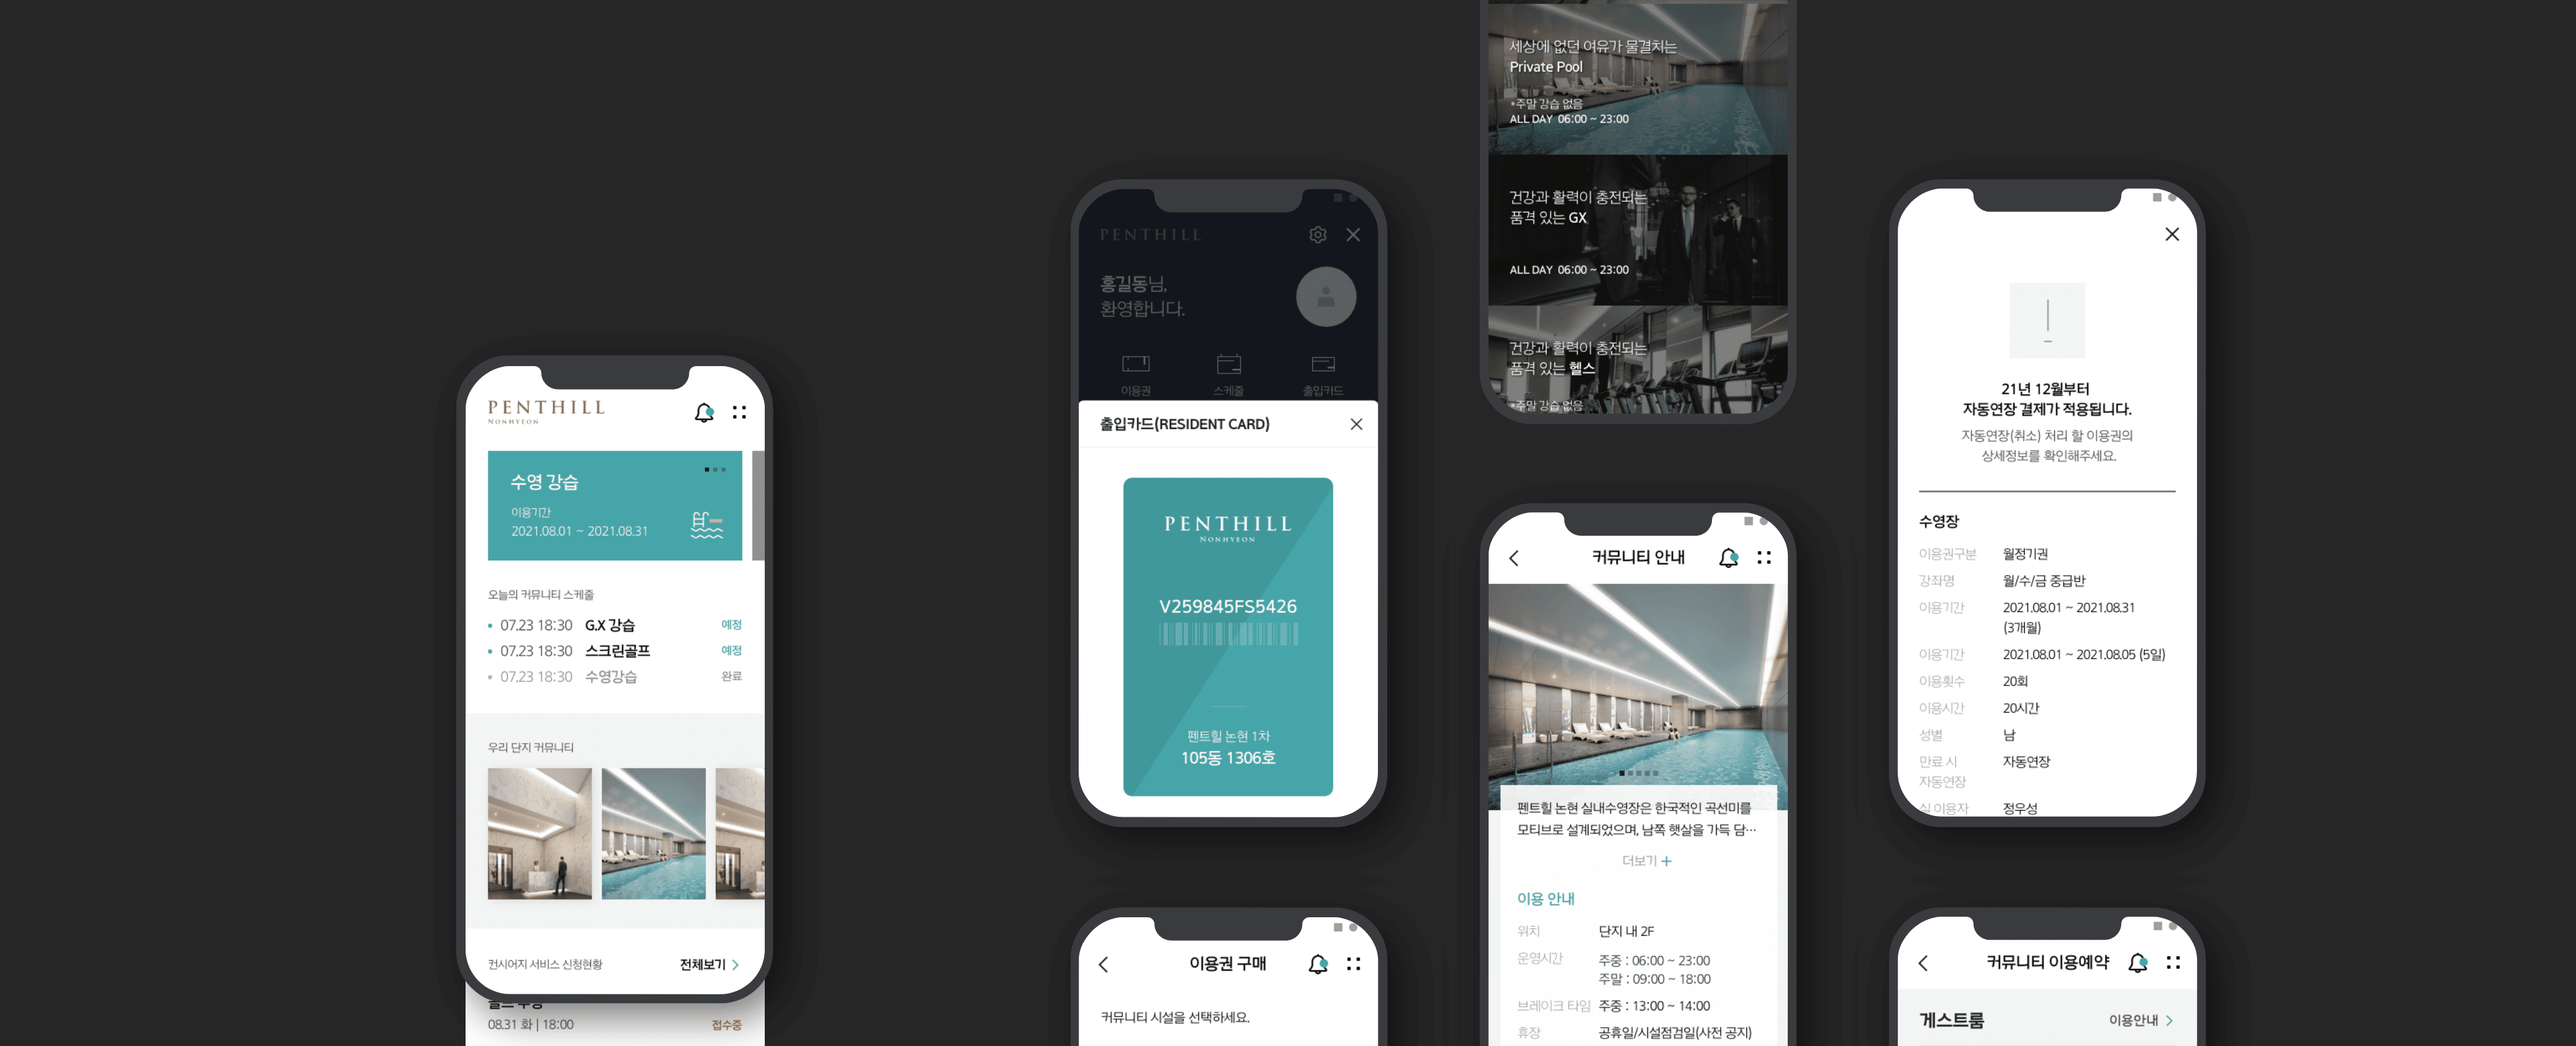 PENTHILL
NONHYEON
수영 강습
이용기간
2021.08.01 ~ 2021.08.31
오늘의 커뮤니티 스케줄
07.23 18:30 G.X 강습 예정
07.23 18:30 스크린골프 예정
07.23 18:30 수영강습 완료
우리 단지 커뮤니티
컨시어지 서비스 신청현황 전체보기
08.31 화 | 18:00 접수중
PENTHILL
홍길동님,
환영합니다.
이용권 스케줄 출입카드
출입카드(RESIDENT CARD)
PENTHILL
NONHYEON
V259845FS5426
펜트힐 논현 1차
105동 1306호
이용권 구매
커뮤니티 시설을 선택하세요.
세상에 없던 여유가 물결치는
Private Pool
*주말 강습 없음
ALL DAY 06:00 ~ 23:00
건강과 활력이 충전되는
품격 있는 GX
ALL DAY 06:00 ~ 23:00
건강과 활력이 충전되는
품격 있는 헬스
*주말 강습 없음
커뮤니티 안내
펜트힐 논현 실내수영장은 한국적인 곡선미를
모티브로 설계되었으며, 남쪽 햇살을 가득 담…
더보기 +
이용 안내
위치 단지 내 2F
운영시간 주중 : 06:00 ~ 23:00
주말 : 09:00 ~ 18:00
브레이크 타임 주중 : 13:00 ~ 14:00
휴장 공휴일/시설점검일(사전 공지)
21년 12월부터
자동연장 결제가 적용됩니다.
자동연장(취소) 처리 할 이용권의
상세정보를 확인해주세요.
수영장
이용권구분 월정기권
강좌명 월/수/금 중급반
이용기간 2021.08.01 ~ 2021.08.31
(3개월)
이용기간 2021.08.01 ~ 2021.08.05 (5일)
이용횟수 20회
이용시간 20시간
성별 남
만료 시 자동연장
자동연장
실 이용자 정우성
커뮤니티 이용예약
게스트룸 이용안내